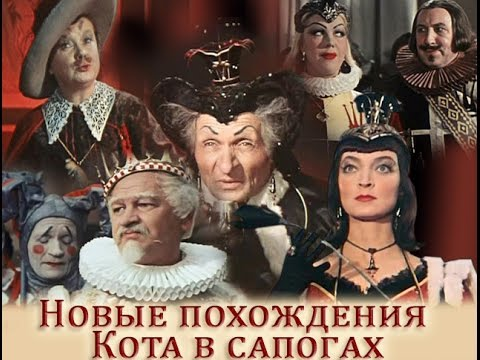 Новые похождения
Кота в сапогах